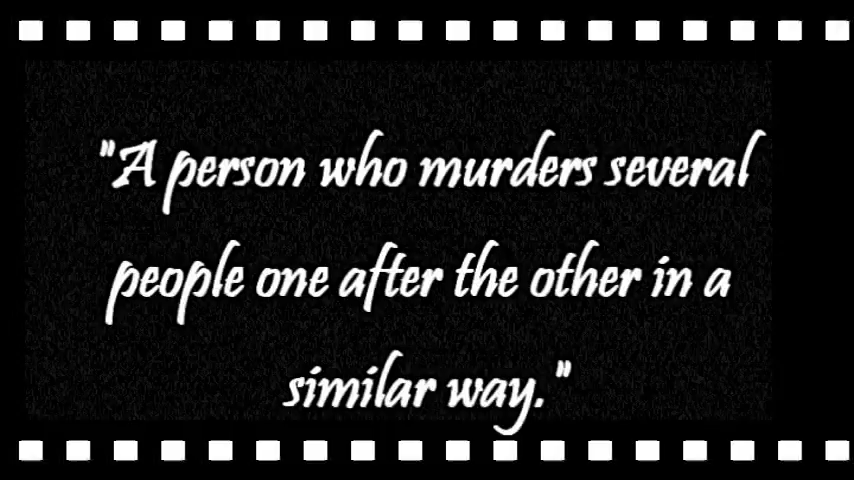 "A person who murders several
people one after the other in a
similar way."